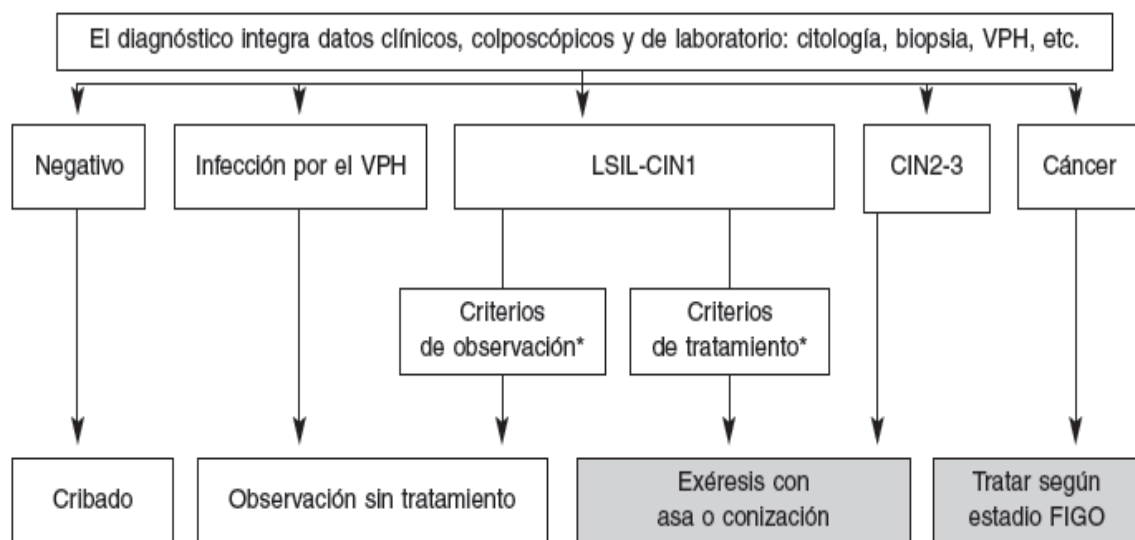 El diagnóstico integra datos clínicos, colposcópicos y de laboratorio: citología, biopsia, VPH, etc.
Negativo
Infección por el VPH
LSIL-CIN1
CIN2-3
Cáncer
Criterios
de observación*
Criterios
de tratamiento*
Cribado
Observación sin tratamiento
Exéresis con
asa o conización
Tratar según
estadio FIGO